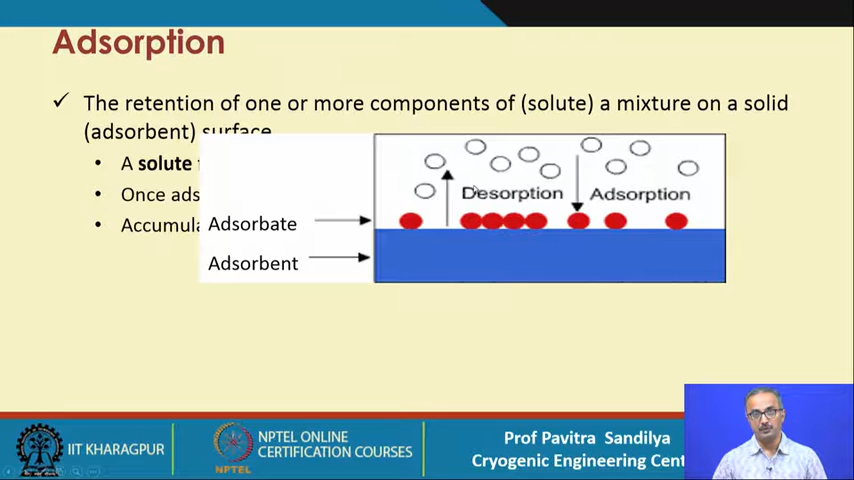 Adsorption
✓ The retention of one or more components of (solute) a mixture on a solid
(adsorbent) surface
• A solute
• Once ads
• Accumula
Desorption
Adsorption
Adsorbate
Adsorbent
IIT KHARAGPUR
NPTEL
NPTEL ONLINE
CERTIFICATION COURSES
Prof Pavitra Sandilya
Cryogenic Engineering Cent